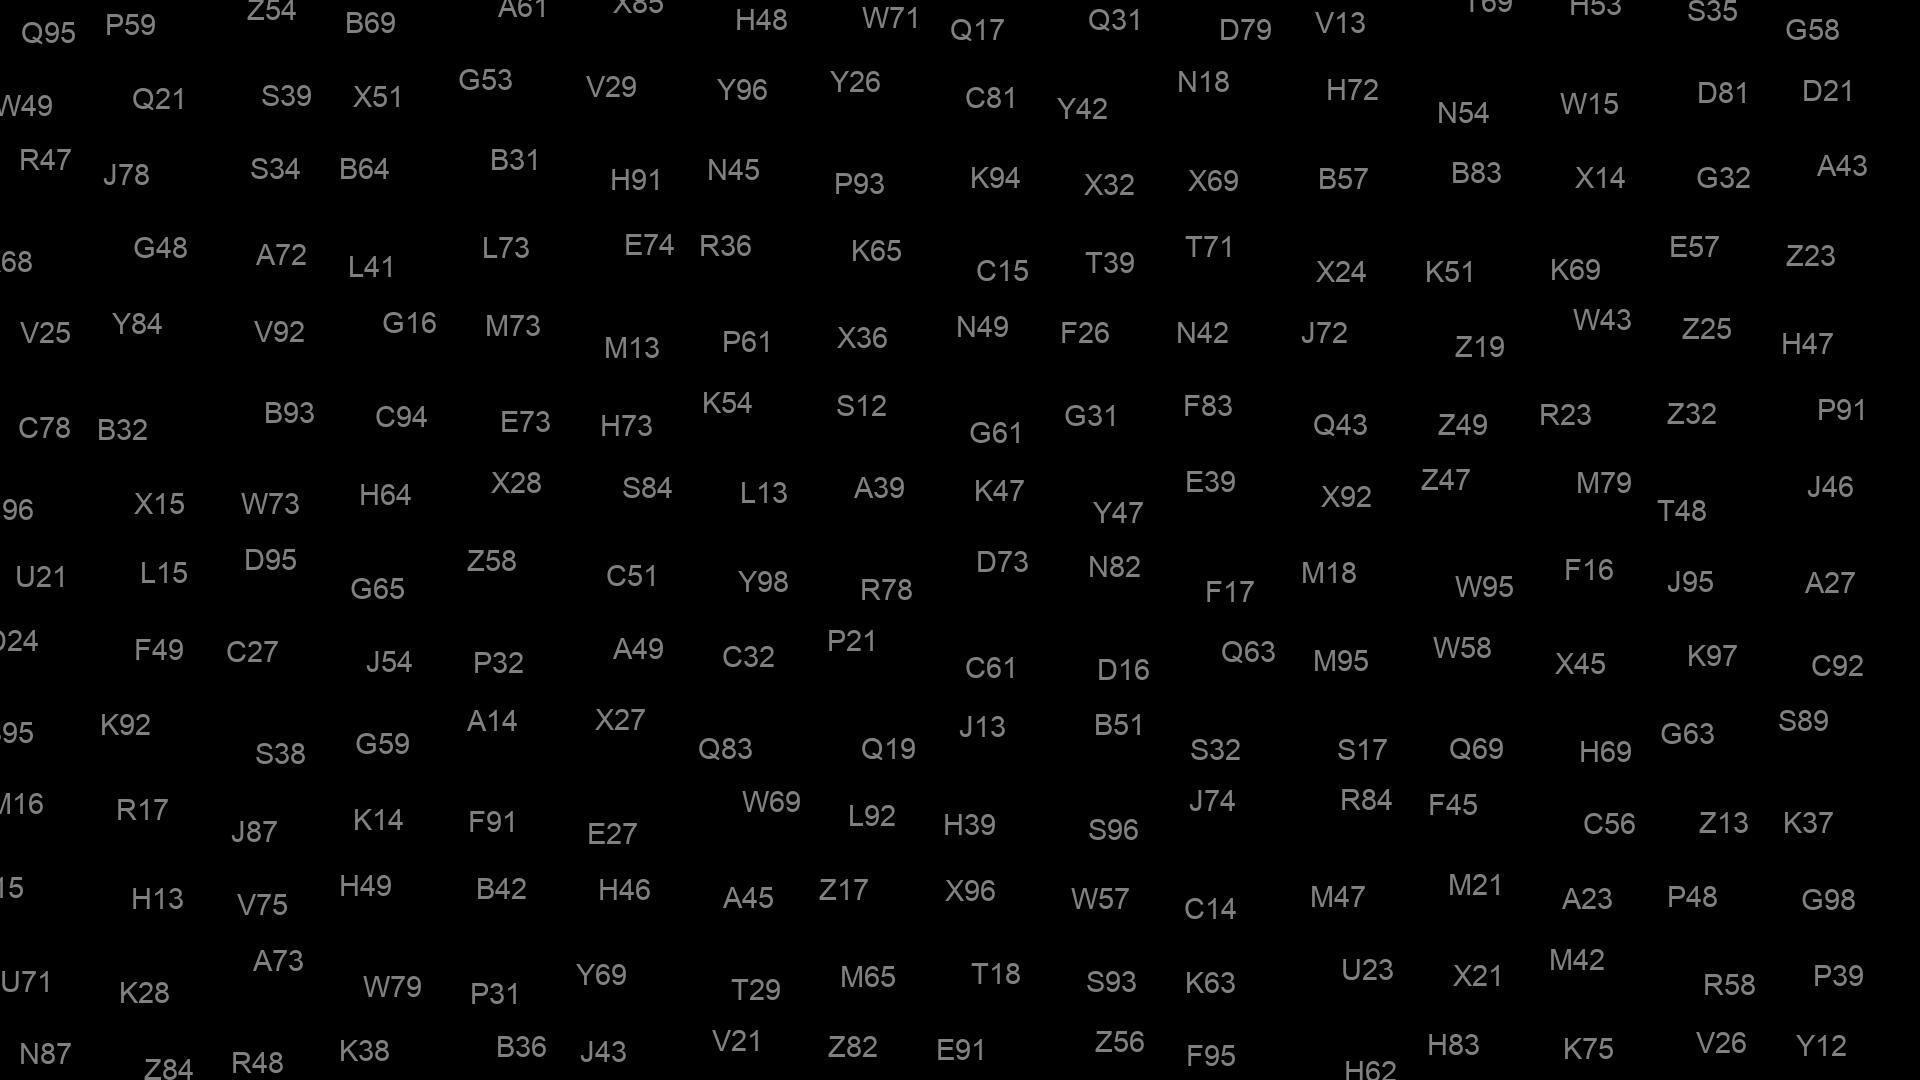 Q95 P59 Z54 B69 A61 X85 H48 W71 Q17 Q31 D79 V13 T69 H53 S35 G58
W49 Q21 S39 X51 G53 V29 Y96 Y26 C81 Y42 N18 H72 N54 W15 D81 D21
R47 J78 S34 B64 B31 H91 N45 P93 K94 X32 X69 B57 B83 X14 G32 A43
68 G48 A72 L41 L73 E74 R36 K65 C15 T39 T71 X24 K51 K69 E57 Z23
V25 Y84 V92 G16 M73 M13 P61 X36 N49 F26 N42 J72 Z19 W43 Z25 H47
C78 B32 B93 C94 E73 H73 K54 S12 G61 G31 F83 Q43 Z49 R23 Z32 P91
96 X15 W73 H64 X28 S84 L13 A39 K47 Y47 E39 X92 Z47 M79 T48 J46
U21 L15 D95 G65 Z58 C51 Y98 R78 D73 N82 F17 M18 W95 F16 J95 A27
24 F49 C27 J54 P32 A49 C32 P21 C61 D16 Q63 M95 W58 X45 K97 C92
95 K92 S38 G59 A14 X27 Q83 Q19 J13 B51 S32 S17 Q69 H69 G63 S89
M16 R17 J87 K14 F91 E27 W69 L92 H39 S96 J74 R84 F45 C56 Z13 K37
15 H13 V75 H49 B42 H46 A45 Z17 X96 W57 C14 M47 M21 A23 P48 G98
U71 K28 A73 W79 P31 Y69 T29 M65 T18 S93 K63 U23 X21 M42 R58 P39
N87 Z84 R48 K38 B36 J43 V21 Z82 E91 Z56 F95 H62 H83 K75 V26 Y12